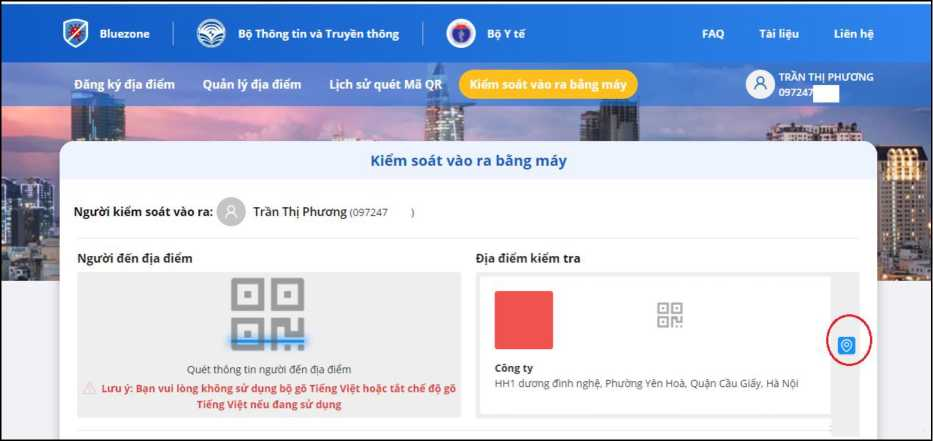 Bluezone
Bộ Thông tin và Truyền thông
Bộ Y tế
FAQ
Tài liệu
Liên hệ
Đăng ký địa điểm
Quản lý địa điểm
Lịch sử quét Mã QR
Kiểm soát vào ra bằng máy
TRẦN THỊ PHƯƠNG
097247
Kiểm soát vào ra bằng máy
Người kiểm soát vào ra: Trần Thị Phương (097247 )
Người đến địa điểm
Quét thông tin người đến địa điểm
Lưu ý: Bạn vui lòng không sử dụng bộ gõ Tiếng Việt hoặc tắt chế độ gõ
Tiếng Việt nếu đang sử dụng
Địa điểm kiểm tra
Công ty
HH1 dương đình nghệ, Phường Yên Hoà, Quận Cầu Giấy, Hà Nội